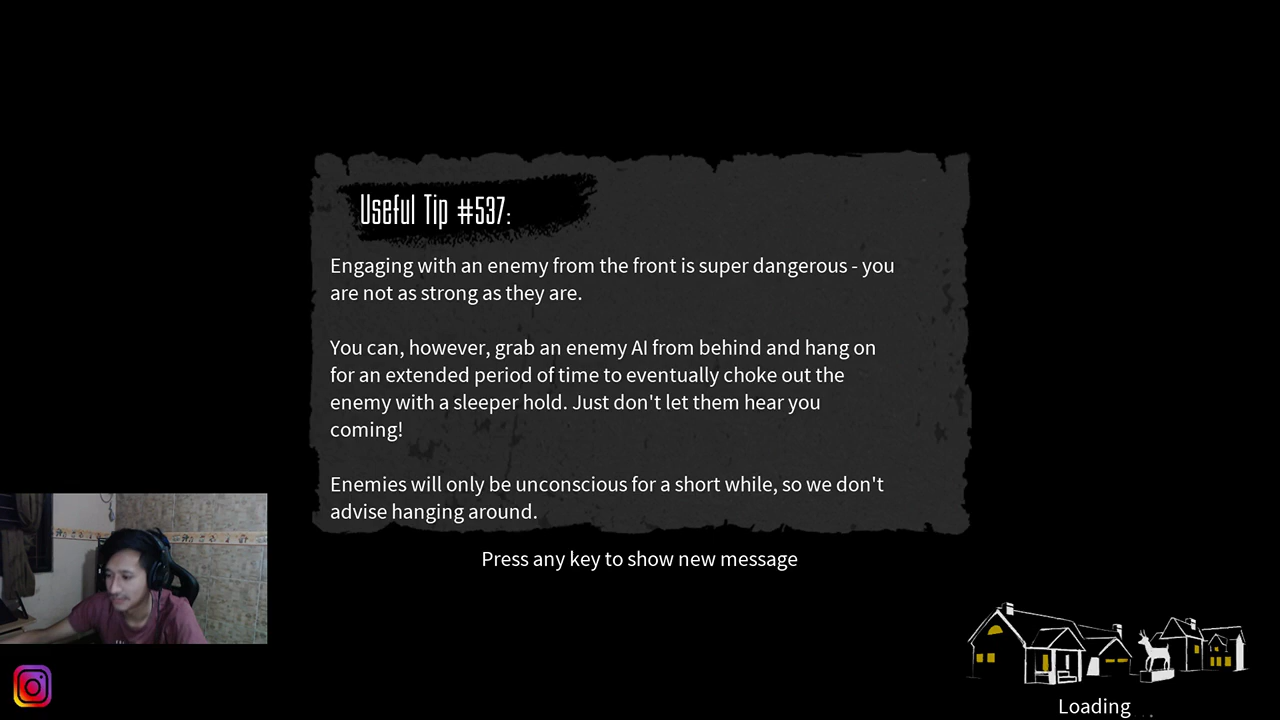 Useful Tip #537:
Engaging with an enemy from the front is super dangerous - you
are not as strong as they are.
You can, however, grab an enemy AI from behind and hang on
for an extended period of time to eventually choke out the
enemy with a sleeper hold. Just don't let them hear you
coming!
Enemies will only be unconscious for a short while, so we don't
advise hanging around.
Press any key to show new message
Loading